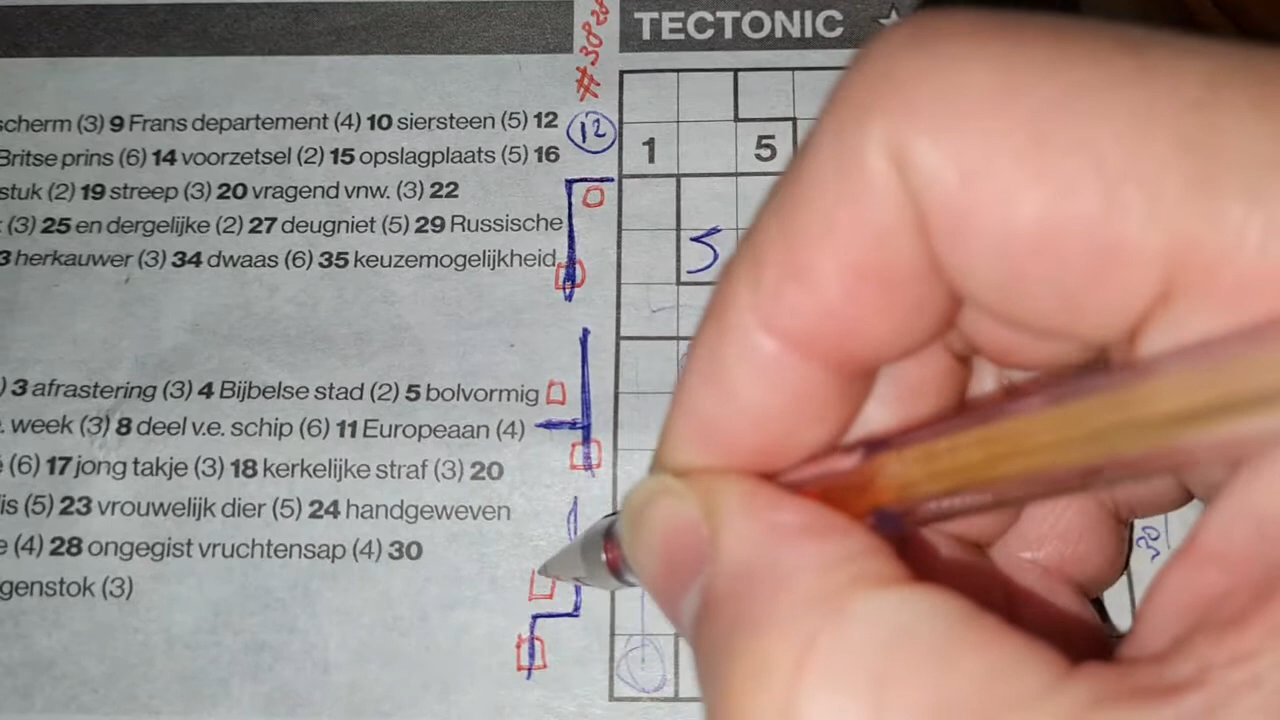 TECTONIC
#3082
scherm (3) 9 Frans departement (4) 10 siersteen (5) 12
12
Britse prins (6) 14 voorzetsel (2) 15 opslagplaats (5) 16
1 5
stuk (2) 19 streep (3) 20 vragend vnw. (3) 22
(3) 25 en dergelijke (2) 27 deugniet (5) 29 Russische
3 herkauwer (3) 34 dwaas (6) 35 keuzemogelijkheid
5
) 3 afrastering (3) 4 Bijbelse stad (2) 5 bolvormig
. week (3) 8 deel v.e. schip (6) 11 Europeaan (4)
(6) 17 jong takje (3) 18 kerkelijke straf (3) 20
is (5) 23 vrouwelijk dier (5) 24 handgeweven
e (4) 28 ongegist vruchtensap (4) 30
genstok (3)
30